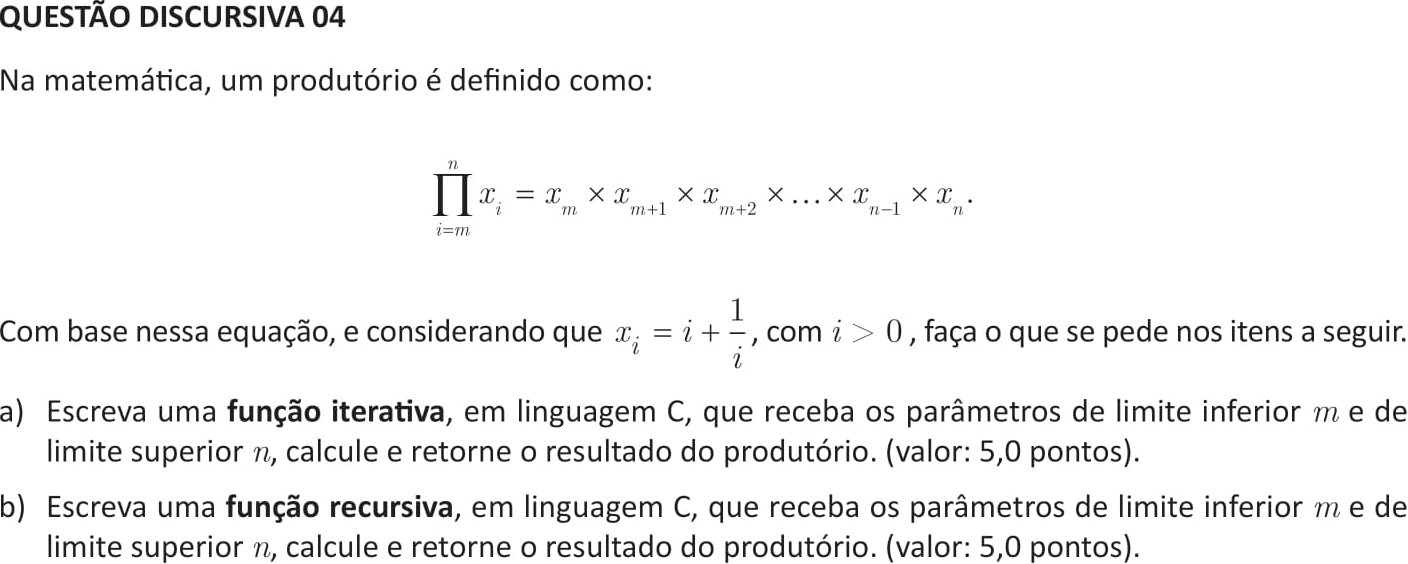 QUESTÃO DISCURSIVA 04
Na matemática, um produtório é definido como:
$$\prod_{i=m}^{n} x_i = x_m \times x_{m+1} \times x_{m+2} \times \ldots \times x_{n-1} \times x_n.$$
Com base nessa equação, e considerando que $x_i = i + \frac{1}{i}$, com $i > 0$, faça o que se pede nos itens a seguir.
a) Escreva uma função iterativa, em linguagem C, que receba os parâmetros de limite inferior m e de
limite superior n, calcule e retorne o resultado do produtório. (valor: 5,0 pontos).
b) Escreva uma função recursiva, em linguagem C, que receba os parâmetros de limite inferior m e de
limite superior n, calcule e retorne o resultado do produtório. (valor: 5,0 pontos).